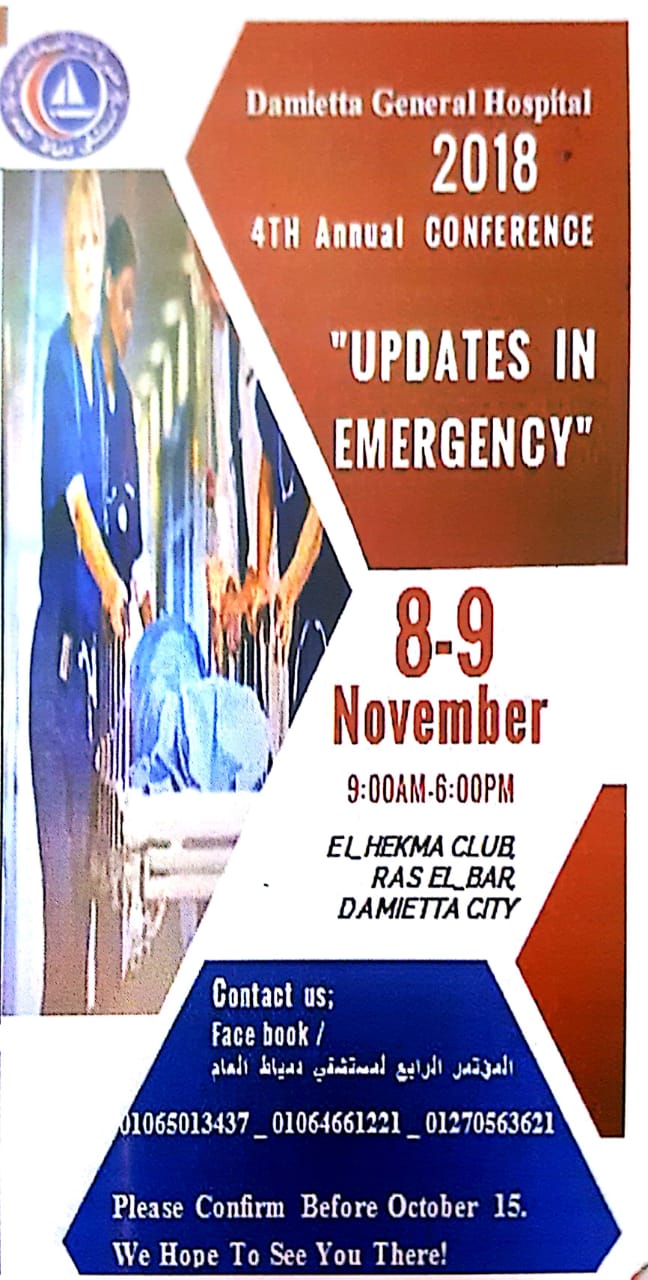 Damietta General Hospital
2018
4TH Annual CONFERENCE
"UPDATES IN
EMERGENCY"
8-9
November
9:00AM-6:00PM
EL_HEKMA CLUB,
RAS EL_BAR,
DAMIETTA CITY
Contact us;
Face book /
المؤتمر الرابع لمستشفي دمياط العام
01065013437 _ 01064661221 _ 01270563621
Please Confirm Before October 15.
We Hope To See You There!